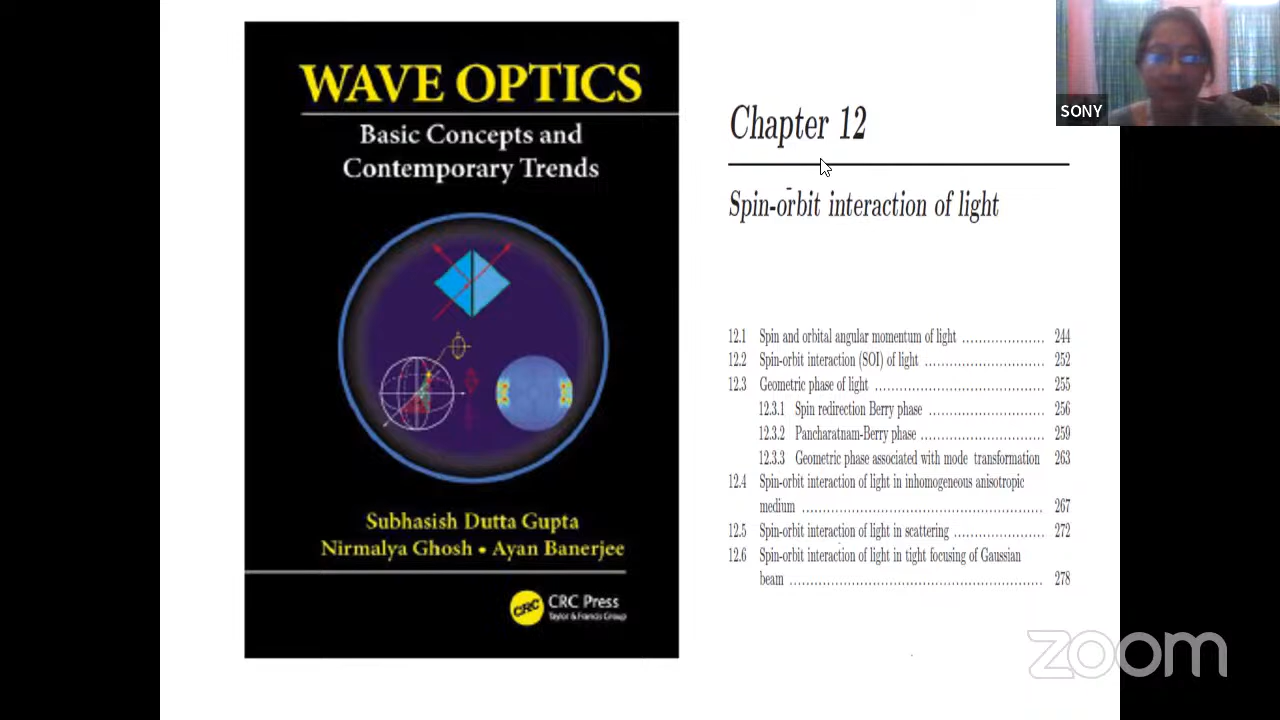 WAVE OPTICS
Basic Concepts and
Contemporary Trends
Subhasish Dutta Gupta
Nirmalya Ghosh • Ayan Banerjee
CRC
CRC Press
Taylor & Francis Group
Chapter 12
Spin-orbit interaction of light
12.1 Spin and orbital angular momentum of light .................... 244
12.2 Spin-orbit interaction (SOI) of light ............................. 252
12.3 Geometric phase of light ......................................... 255
12.3.1 Spin redirection Berry phase ............................. 256
12.3.2 Pancharatnam-Berry phase .............................. 259
12.3.3 Geometric phase associated with mode transformation 263
12.4 Spin-orbit interaction of light in inhomogeneous anisotropic
medium ............................................................. 267
12.5 Spin-orbit interaction of light in scattering ...................... 272
12.6 Spin-orbit interaction of light in tight focusing of Gaussian
beam ................................................................ 278
SONY
zoom